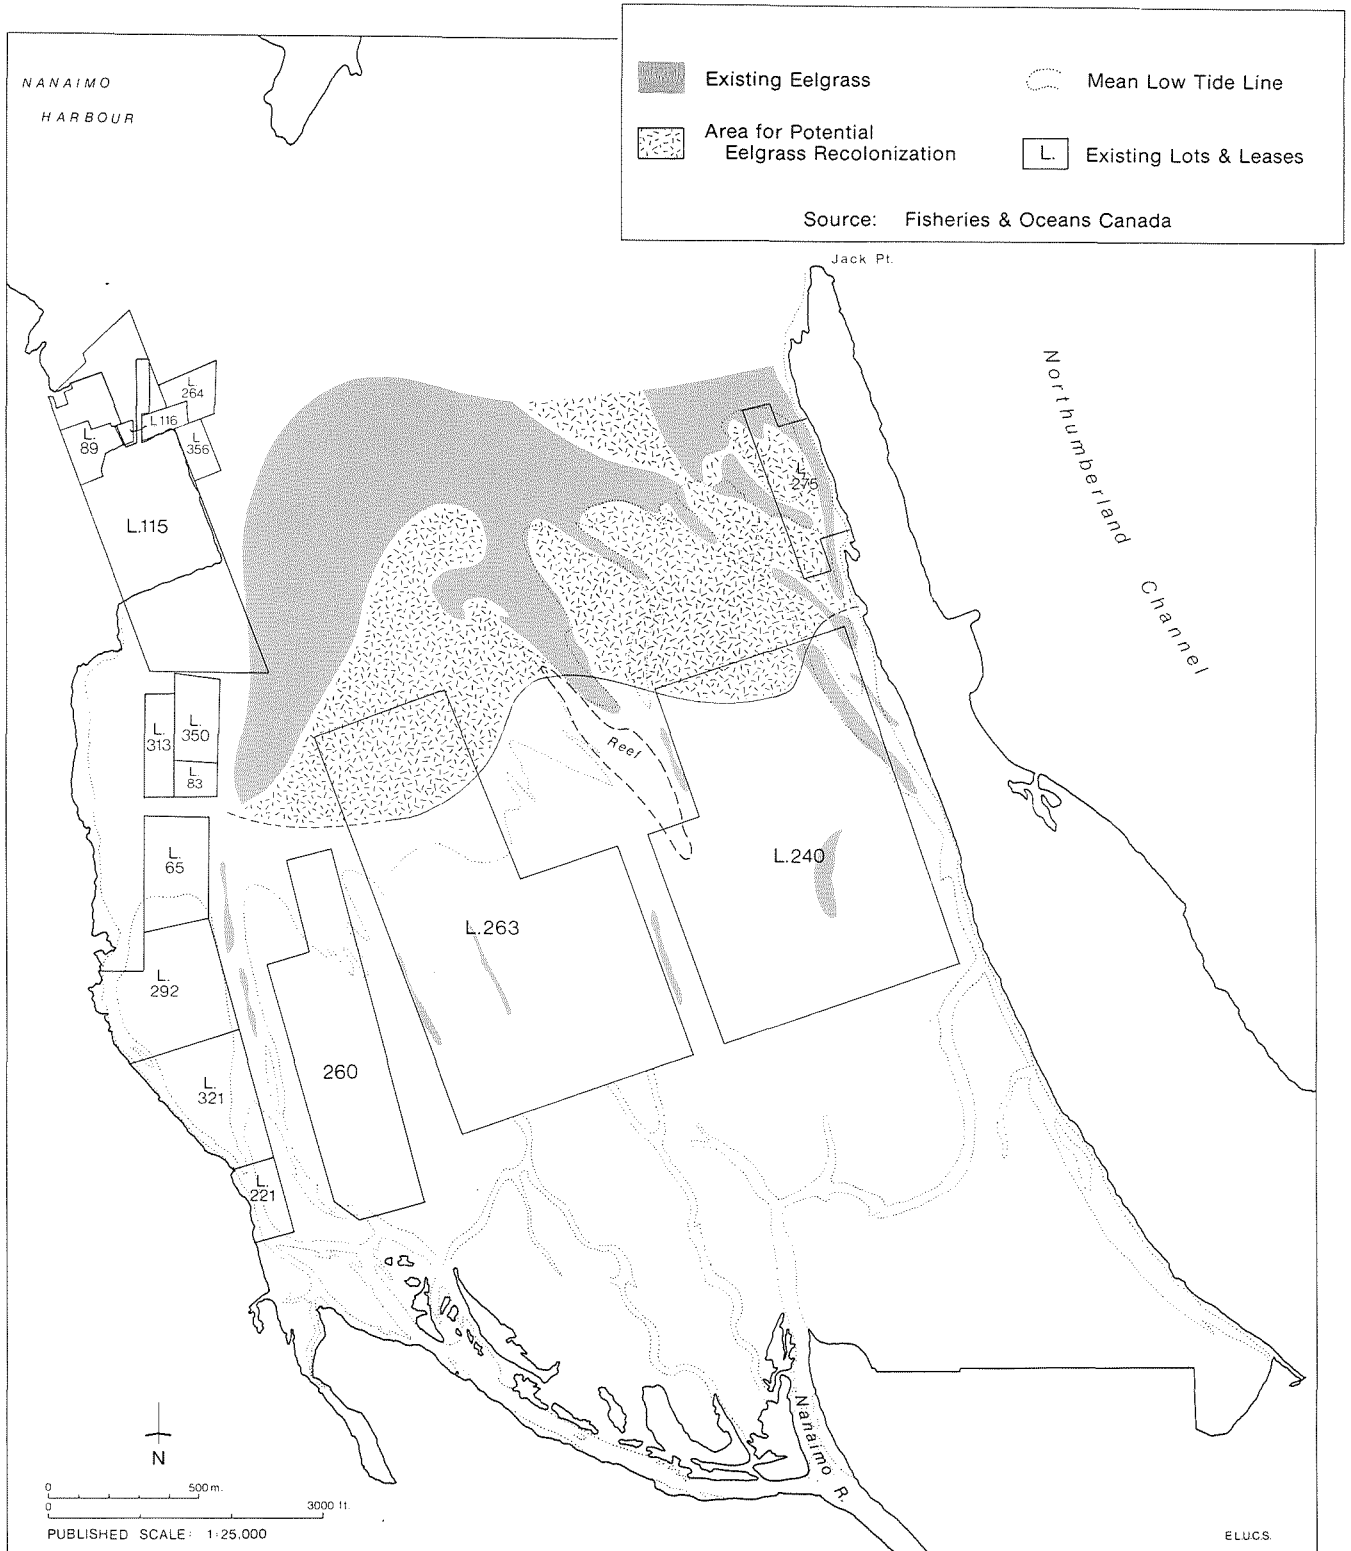 NANAIMO
HARBOUR
Existing Eelgrass
Mean Low Tide Line
Area for Potential
Eelgrass Recolonization
L.
Existing Lots & Leases
Source: Fisheries & Oceans Canada
Jack Pt.
Northumberland Channel
L.
264
L.116
L.
89
L
356
L.
275
L.115
L.
313
L.
350
L.
83
Reef
L.
65
L.240
L.263
L.
292
260
L.
321
L.
221
Nanaimo R.
N
0 500 m.
0 3000 ft.
PUBLISHED SCALE: 1:25,000
E.L.U.C.S.